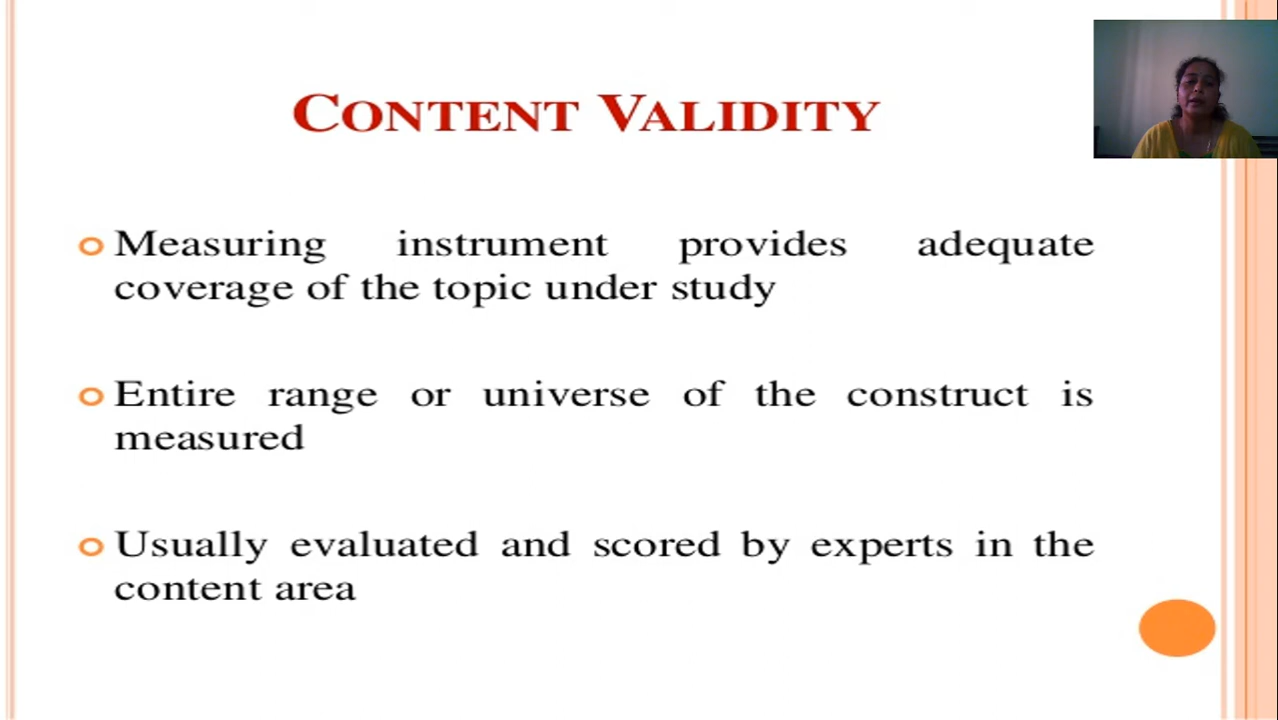 CONTENT VALIDITY
Measuring instrument provides adequate
coverage of the topic under study
Entire range or universe of the construct is
measured
Usually evaluated and scored by experts in the
content area